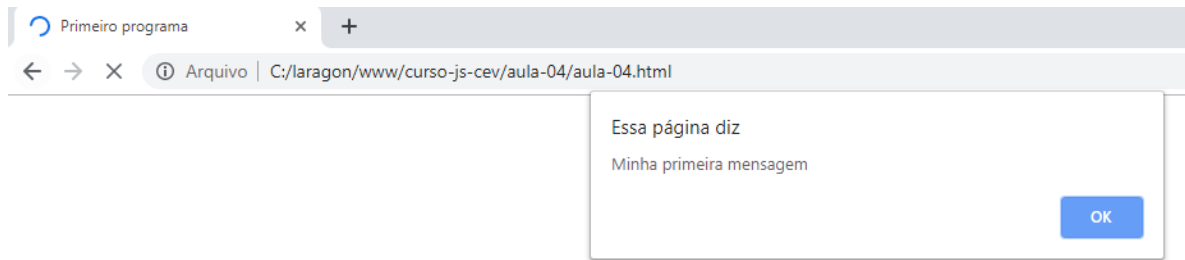 Primeiro programa
Arquivo | C:/laragon/www/curso-js-cev/aula-04/aula-04.html
Essa página diz
Minha primeira mensagem
OK